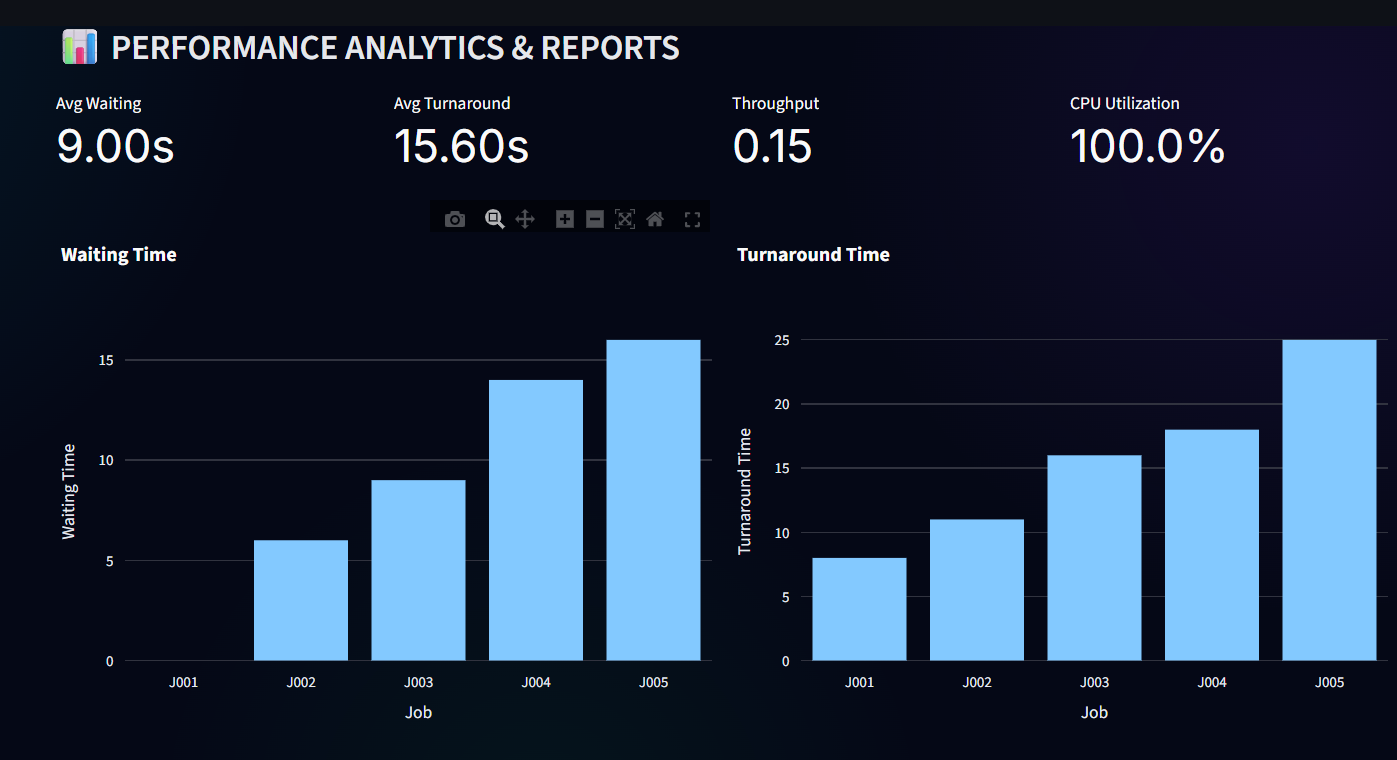 PERFORMANCE ANALYTICS & REPORTS
Avg Waiting
9.00s
Avg Turnaround
15.60s
Throughput
0.15
CPU Utilization
100.0%
Waiting Time
15
10
5
0
Waiting Time
J001
J002
J003
J004
J005
Job
Turnaround Time
25
20
15
10
5
0
Turnaround Time
J001
J002
J003
J004
J005
Job